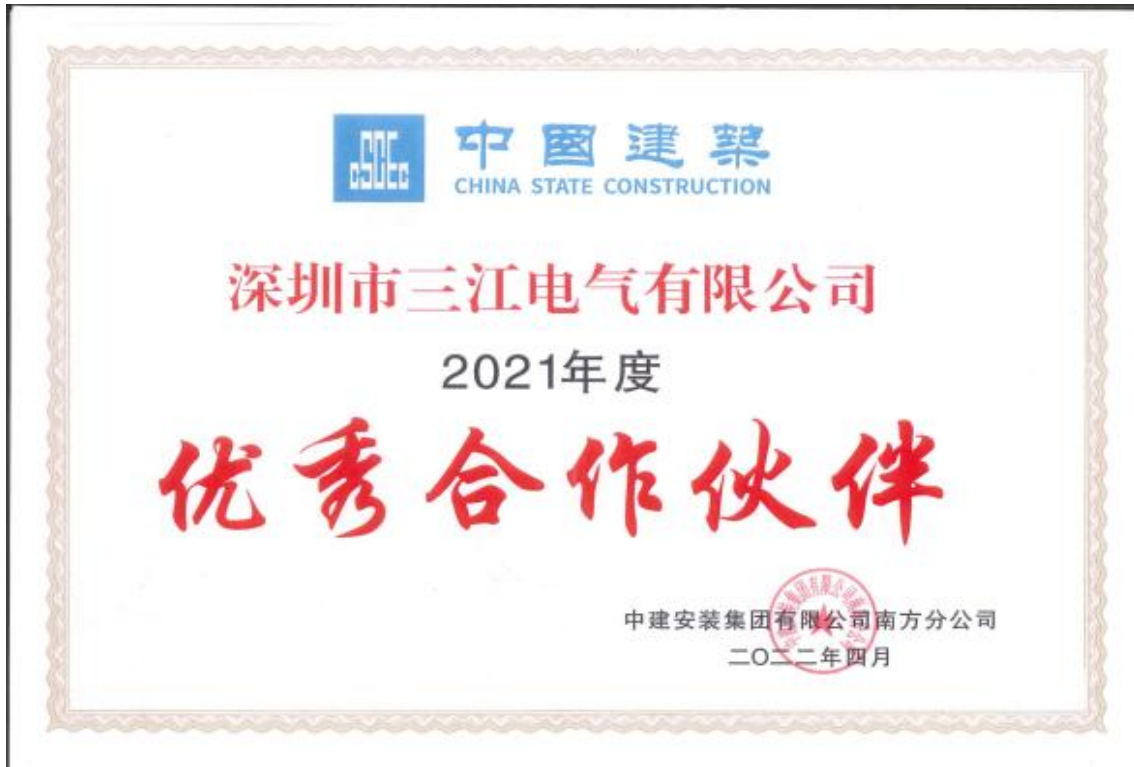 CSCEC
中國建築
CHINA STATE CONSTRUCTION
深圳市三江电气有限公司
2021年度
优秀合作伙伴
中建安装集团有限公司南方分公司
二〇二二年四月